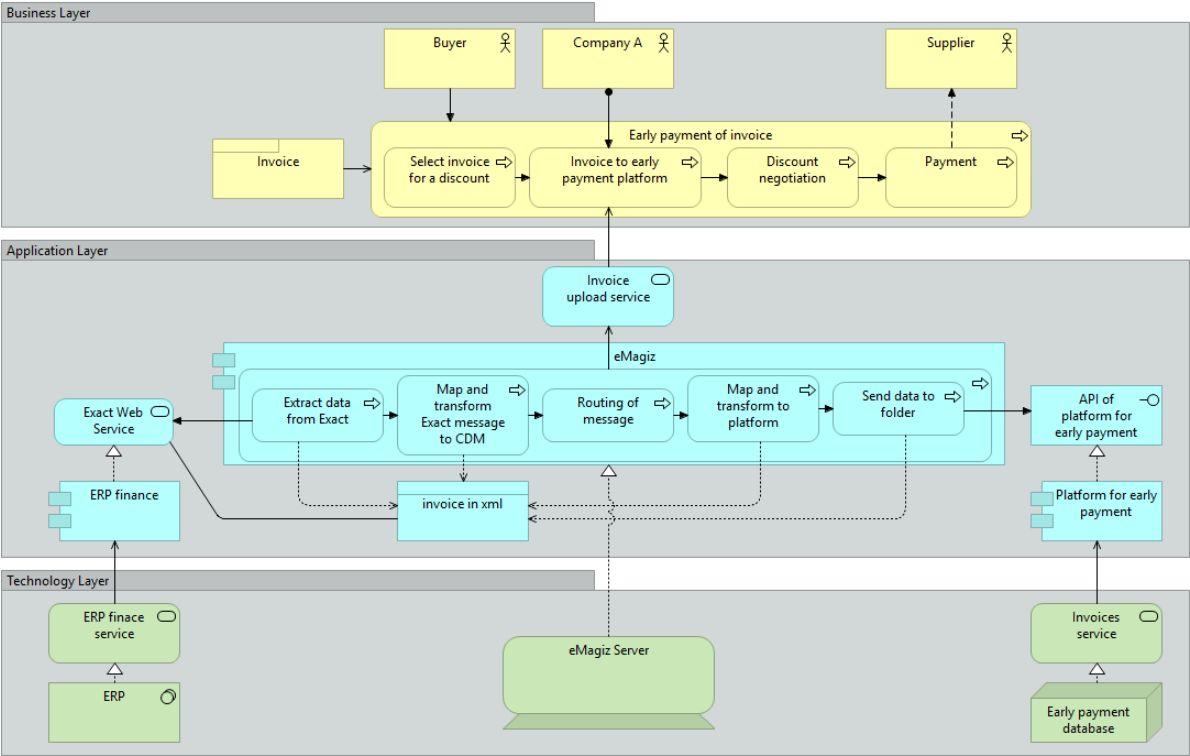 Business Layer
Buyer
Company A
Supplier
Early payment of invoice
Invoice
Select invoice
for a discount
Invoice to early
payment platform
Discount
negotiation
Payment
Application Layer
Invoice
upload service
eMagiz
Extract data
from Exact
Map and
transform
Exact message
to CDM
Routing of
message
Map and
transform to
platform
Send data to
folder
Exact Web
Service
API of
platform for
early payment
ERP finance
invoice in xml
Platform for early
payment
Technology Layer
ERP finace
service
eMagiz Server
Invoices
service
ERP
Early payment
database